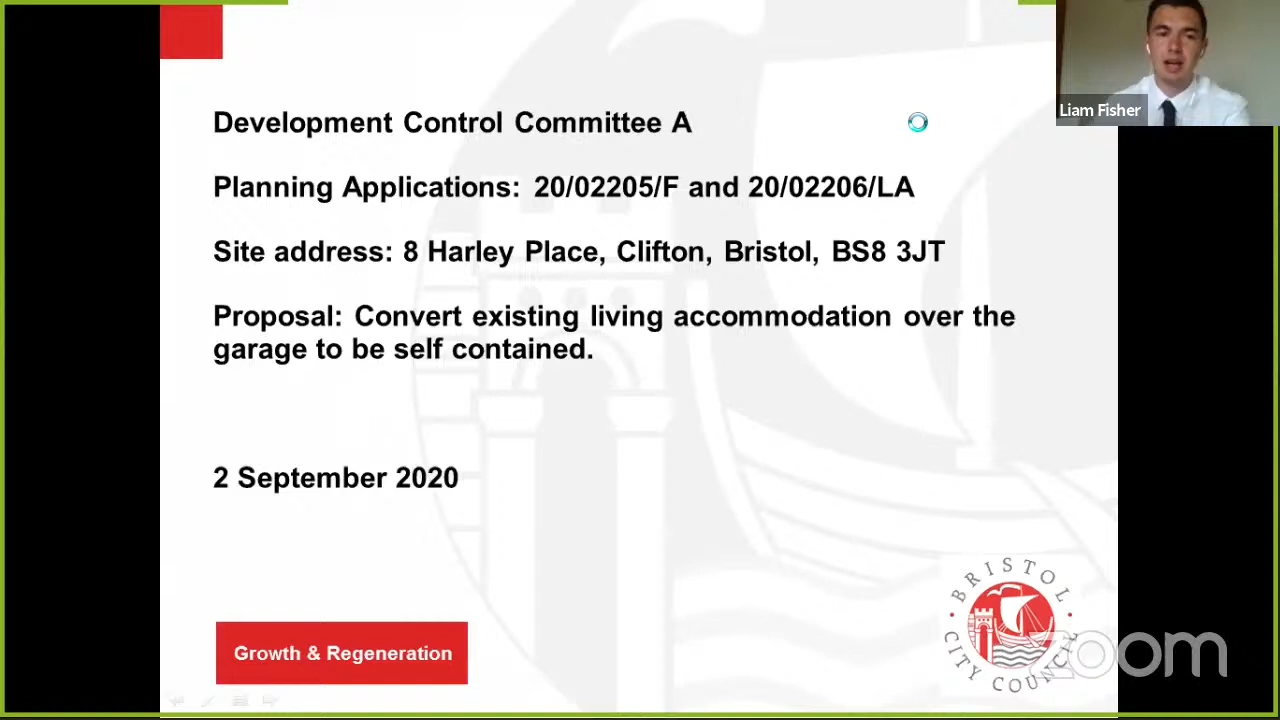 Liam Fisher
Development Control Committee A
Planning Applications: 20/02205/F and 20/02206/LA
Site address: 8 Harley Place, Clifton, Bristol, BS8 3JT
Proposal: Convert existing living accommodation over the
garage to be self contained.
2 September 2020
Growth & Regeneration
BRISTOL
CITY COUNCIL
zoom